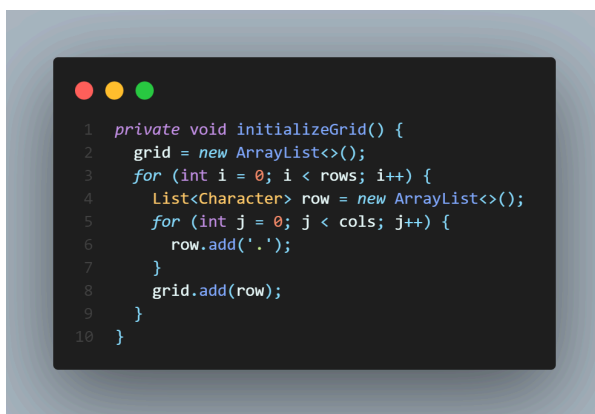 1 private void initializeGrid() {
2 grid = new ArrayList<>();
3 for (int i = 0; i < rows; i++) {
4 List<Character> row = new ArrayList<>();
5 for (int j = 0; j < cols; j++) {
6 row.add('.');
7 }
8 grid.add(row);
9 }
10 }